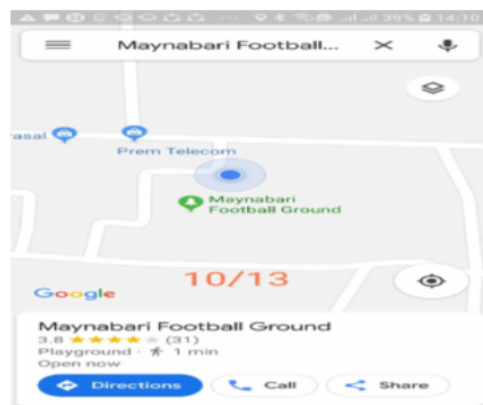 39% 14:10
Maynabari Football...
asal
Prem Telecom
Maynabari
Football Ground
10/13
Google
Maynabari Football Ground
3.8 (31)
Playground · 1 min
Open now
Directions Call Share